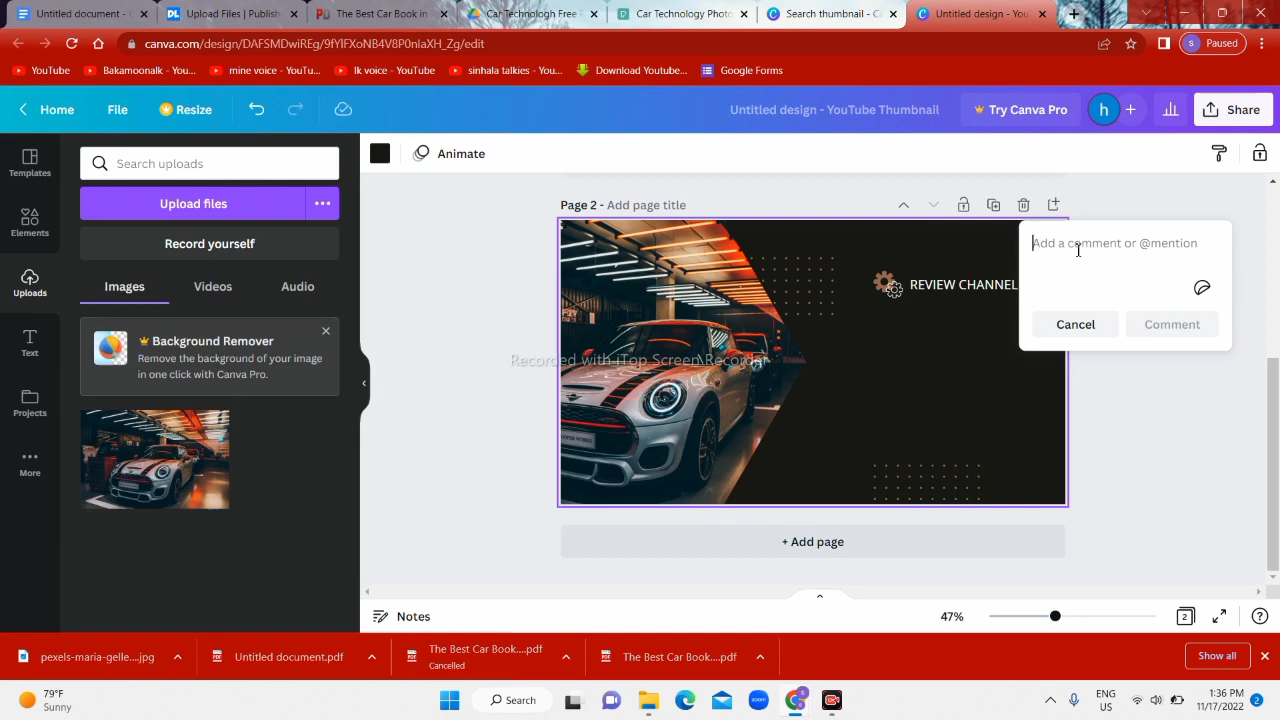 Untitled document - G
Upload Files | Publish
The Best Car Book in
Car Technologh Free F
Car Technology Photo
Search thumbnail - Ca
Untitled design - You
canva.com/design/DAFSMDwiREg/9fYlFXoNB4V8P0nlaXH_Zg/edit
S Paused
YouTube
Bakamoonalk - You...
mine voice - YouTu...
lk voice - YouTube
sinhala talkies - You...
Download Youtube...
Google Forms
Home
File
Resize
Untitled design - YouTube Thumbnail
Try Canva Pro
h
Share
Templates
Elements
Uploads
Text
Projects
More
Search uploads
Upload files
Record yourself
Images
Videos
Audio
Background Remover
Remove the background of your image
in one click with Canva Pro.
Animate
Page 2 - Add page title
REVIEW CHANNEL
Recorded with iTop Screen Recorder
Add a comment or @mention
Cancel
Comment
+ Add page
Notes
47%
2
pexels-maria-gelle....jpg
Untitled document.pdf
The Best Car Book....pdf
Cancelled
The Best Car Book....pdf
Show all
79°F
Sunny
Search
zoom
ENG
US
1:36 PM
11/17/2022
2